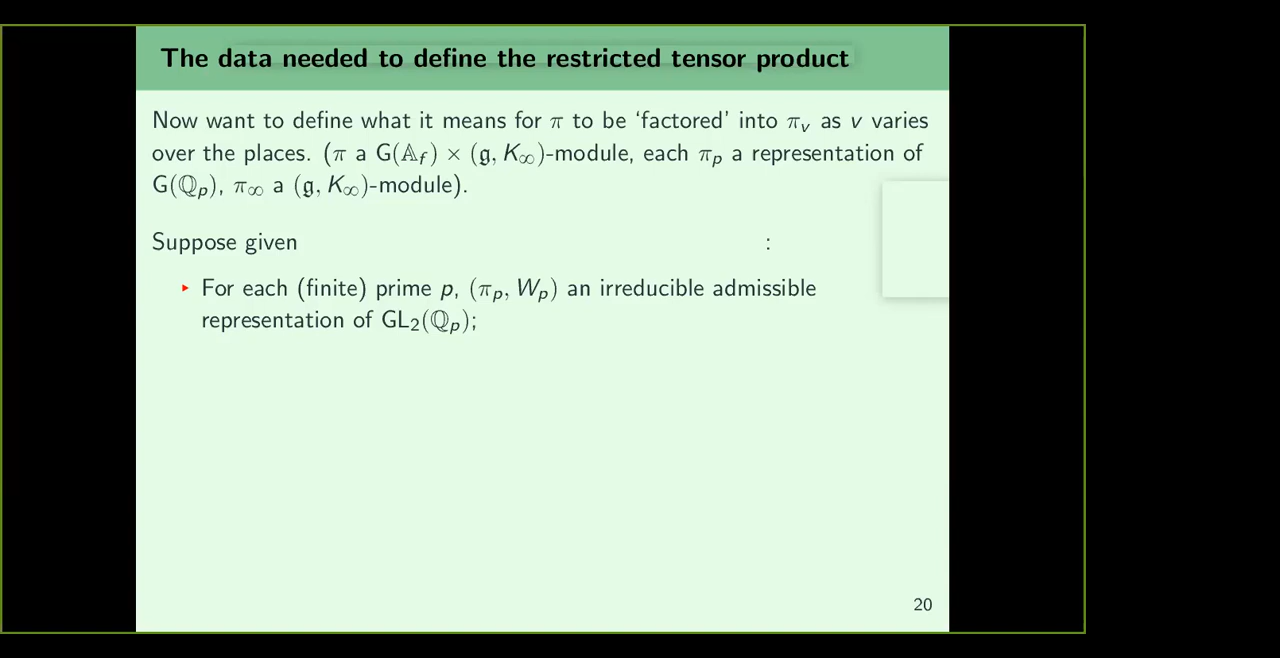 The data needed to define the restricted tensor product
Now want to define what it means for π to be ‘factored’ into π_v as v varies
over the places. (π a G(𝔸_f) × (𝔤, K_∞)-module, each π_p a representation of
G(ℚ_p), π_∞ a (𝔤, K_∞)-module).
Suppose given :
‣ For each (finite) prime p, (π_p, W_p) an irreducible admissible
representation of GL₂(ℚ_p);
20